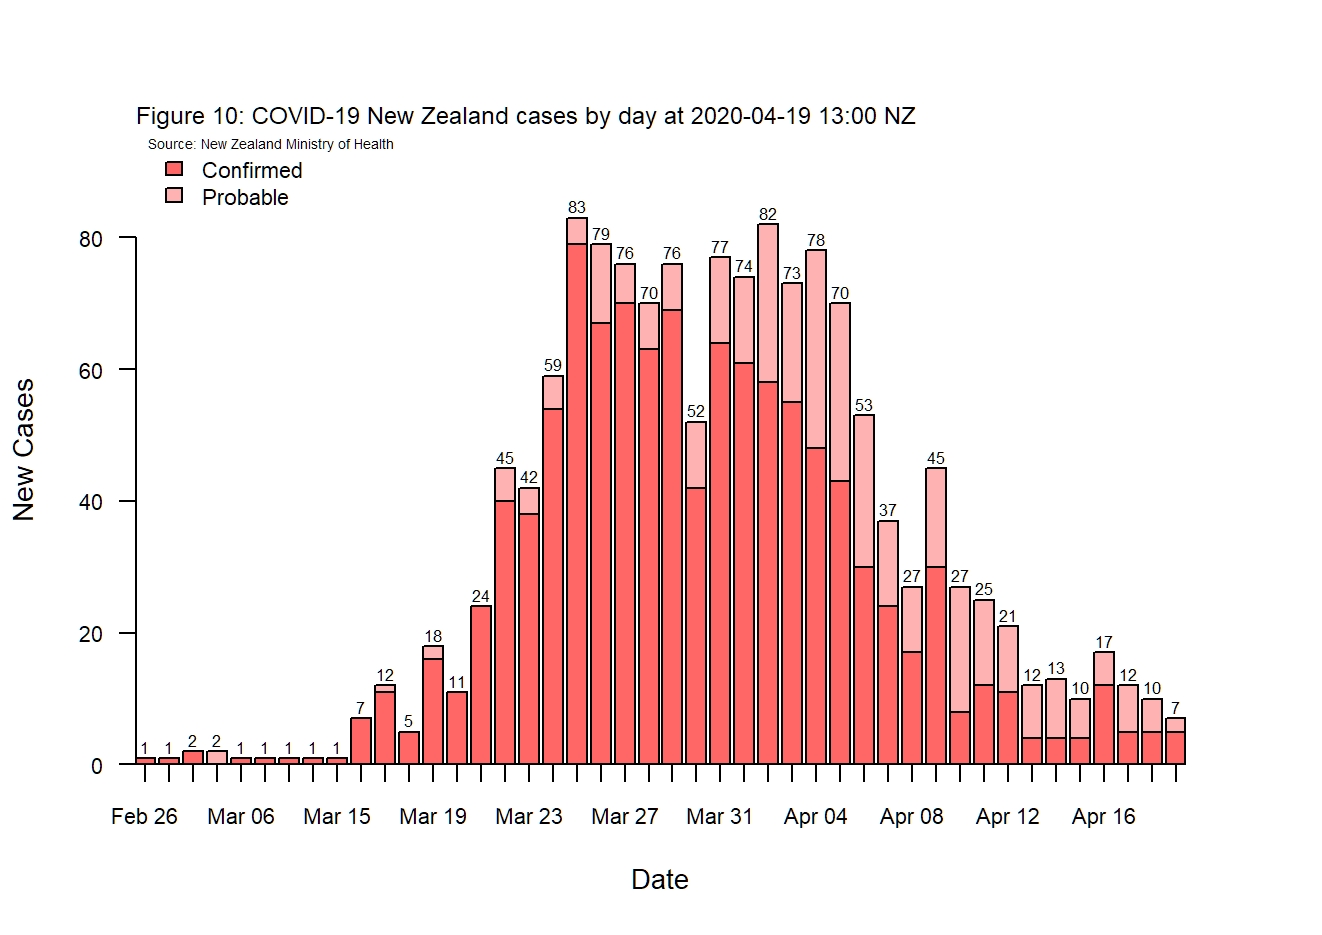 Figure 10: COVID-19 New Zealand cases by day at 2020-04-19 13:00 NZ
Source: New Zealand Ministry of Health
Confirmed
Probable
New Cases
80
60
40
20
0
1 1 2 2 1 1 1 1 1 7 12 5 18 11 24 45 42 59 83 79 76 70 76 52 77 74 82 73 78 70 53 37 27 45 27 25 21 12 13 10 17 12 10 7
Feb 26 Mar 06 Mar 15 Mar 19 Mar 23 Mar 27 Mar 31 Apr 04 Apr 08 Apr 12 Apr 16
Date